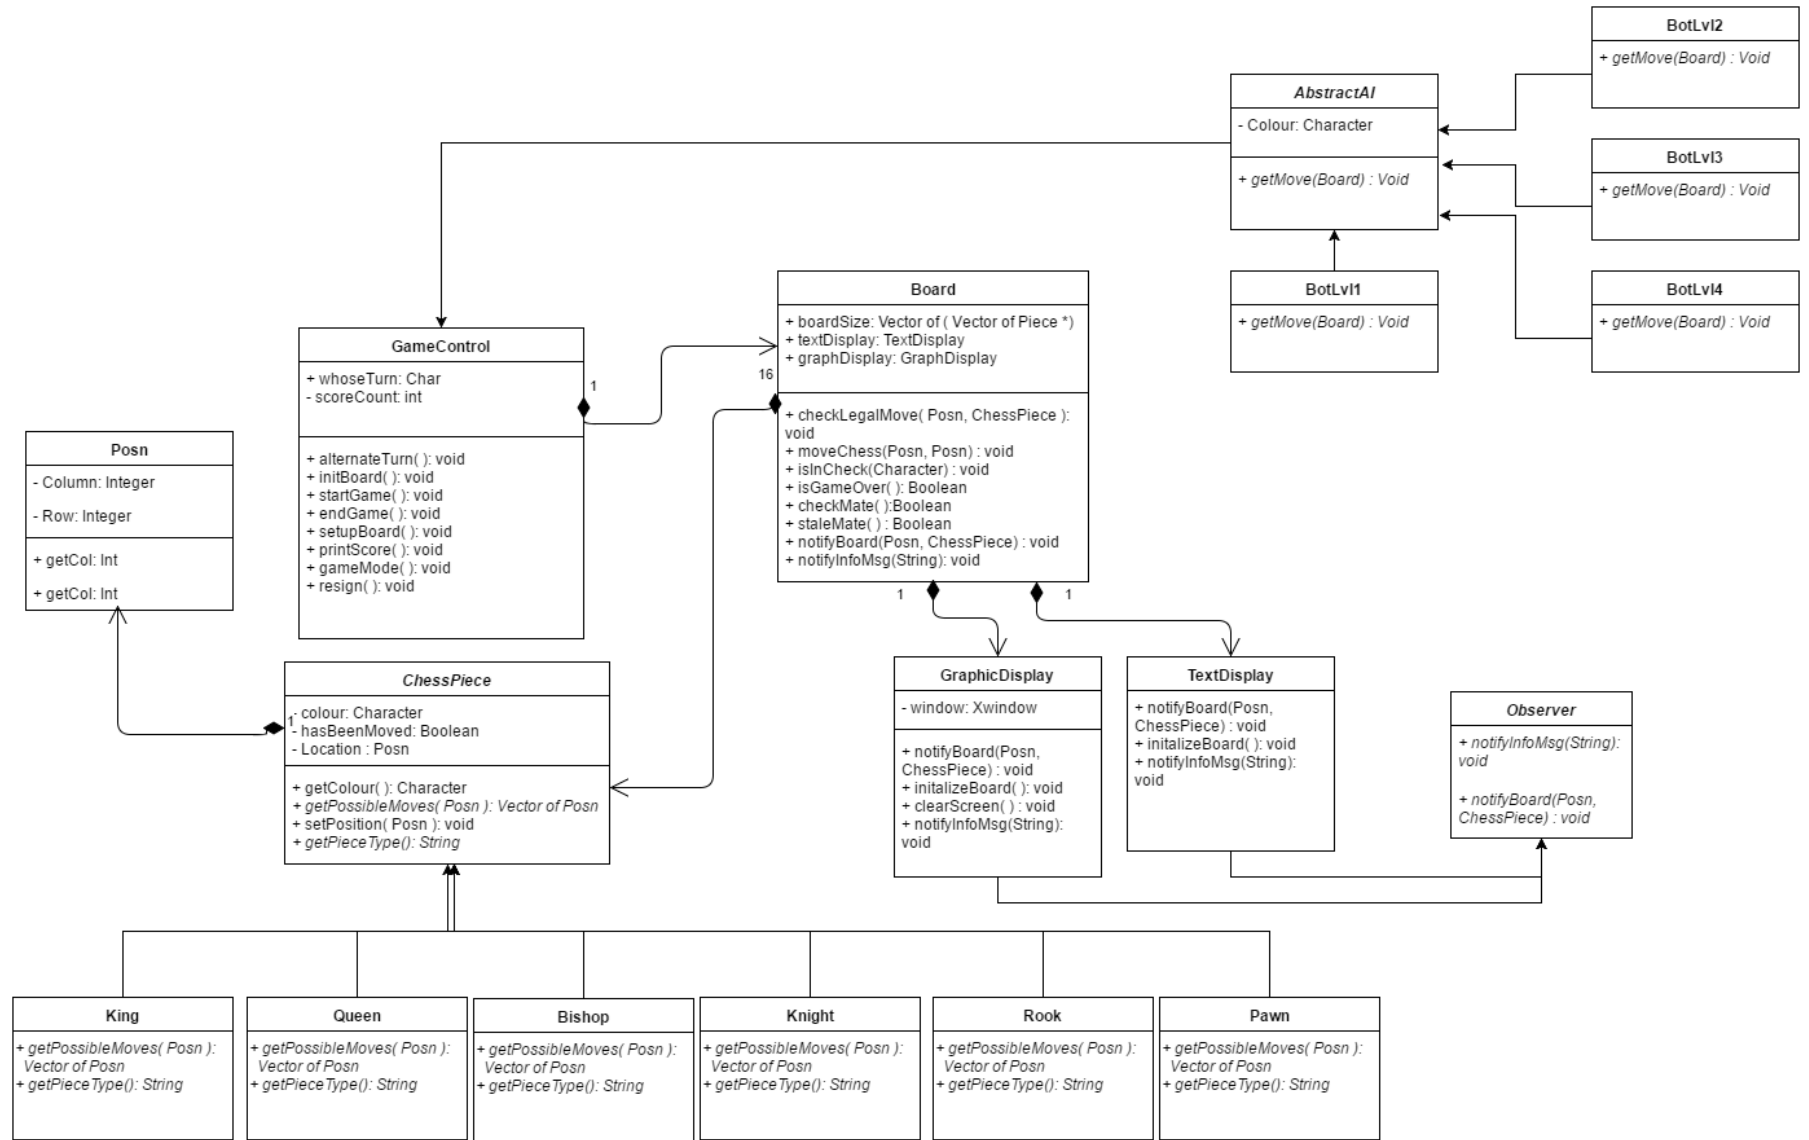 BotLvl2
+ getMove(Board) : Void
AbstractAI
- Colour: Character
+ getMove(Board) : Void
BotLvl3
+ getMove(Board) : Void
BotLvl1
+ getMove(Board) : Void
BotLvl4
+ getMove(Board) : Void
Board
+ boardSize: Vector of ( Vector of Piece *)
+ textDisplay: TextDisplay
+ graphDisplay: GraphDisplay
+ checkLegalMove( Posn, ChessPiece ):
void
+ moveChess(Posn, Posn) : void
+ isInCheck(Character) : void
+ isGameOver( ): Boolean
+ checkMate( ):Boolean
+ staleMate( ) : Boolean
+ notifyBoard(Posn, ChessPiece) : void
+ notifyInfoMsg(String): void
GameControl
+ whoseTurn: Char
- scoreCount: int
+ alternateTurn( ): void
+ initBoard( ): void
+ startGame( ): void
+ endGame( ): void
+ setupBoard( ): void
+ printScore( ): void
+ gameMode( ): void
+ resign( ): void
1
16
Posn
- Column: Integer
- Row: Integer
+ getCol: Int
+ getCol: Int
ChessPiece
1
- colour: Character
- hasBeenMoved: Boolean
- Location : Posn
+ getColour( ): Character
+ getPossibleMoves( Posn ): Vector of Posn
+ setPosition( Posn ): void
+ getPieceType(): String
1
1
GraphicDisplay
- window: Xwindow
+ notifyBoard(Posn,
ChessPiece) : void
+ initalizeBoard( ): void
+ clearScreen( ) : void
+ notifyInfoMsg(String):
void
TextDisplay
+ notifyBoard(Posn,
ChessPiece) : void
+ initalizeBoard( ): void
+ notifyInfoMsg(String):
void
Observer
+ notifyInfoMsg(String):
void
+ notifyBoard(Posn,
ChessPiece) : void
King
+ getPossibleMoves( Posn ):
Vector of Posn
+ getPieceType(): String
Queen
+ getPossibleMoves( Posn ):
Vector of Posn
+ getPieceType(): String
Bishop
+ getPossibleMoves( Posn ):
Vector of Posn
+ getPieceType(): String
Knight
+ getPossibleMoves( Posn ):
Vector of Posn
+ getPieceType(): String
Rook
+ getPossibleMoves( Posn ):
Vector of Posn
+ getPieceType(): String
Pawn
+ getPossibleMoves( Posn ):
Vector of Posn
+ getPieceType(): String